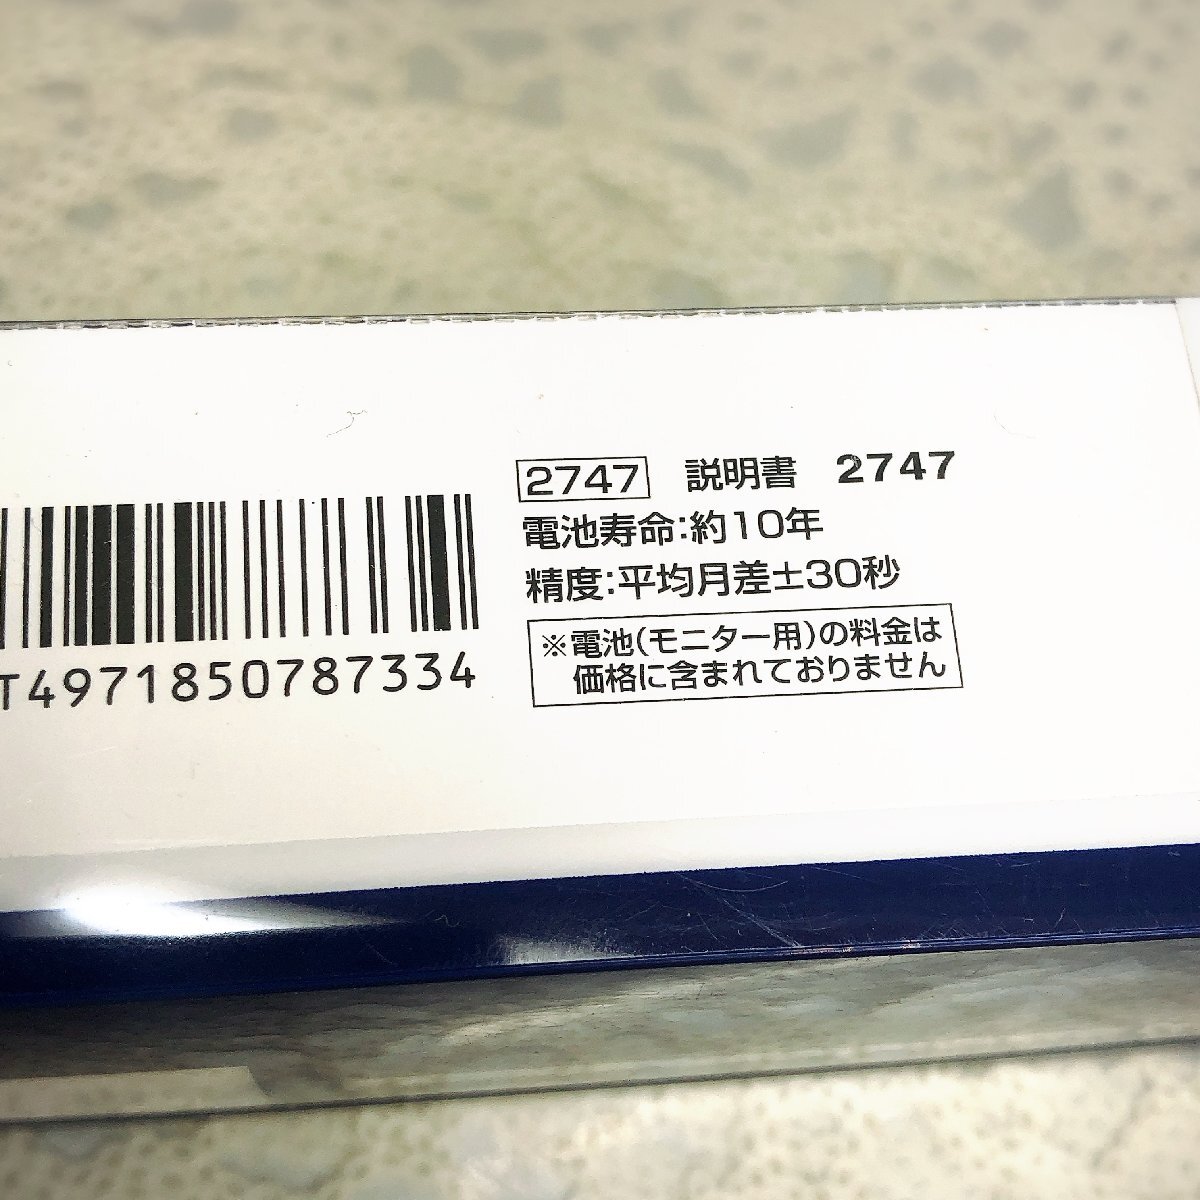 2747 説明書 2747
電池寿命:約10年
精度:平均月差±30秒
※電池(モニター用)の料金は
価格に含まれておりません
T4971850787334